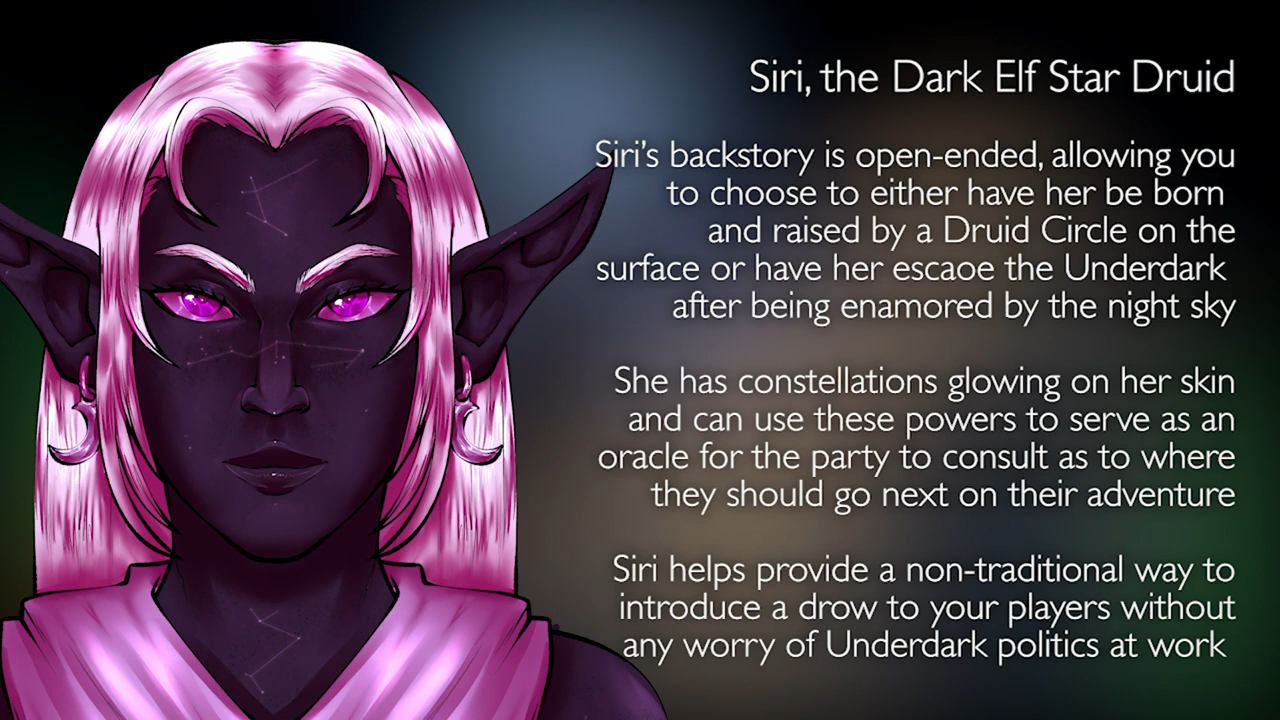 Siri, the Dark Elf Star Druid
Siri's backstory is open-ended, allowing you
to choose to either have her be born
and raised by a Druid Circle on the
surface or have her escaoe the Underdark
after being enamored by the night sky
She has constellations glowing on her skin
and can use these powers to serve as an
oracle for the party to consult as to where
they should go next on their adventure
Siri helps provide a non-traditional way to
introduce a drow to your players without
any worry of Underdark politics at work